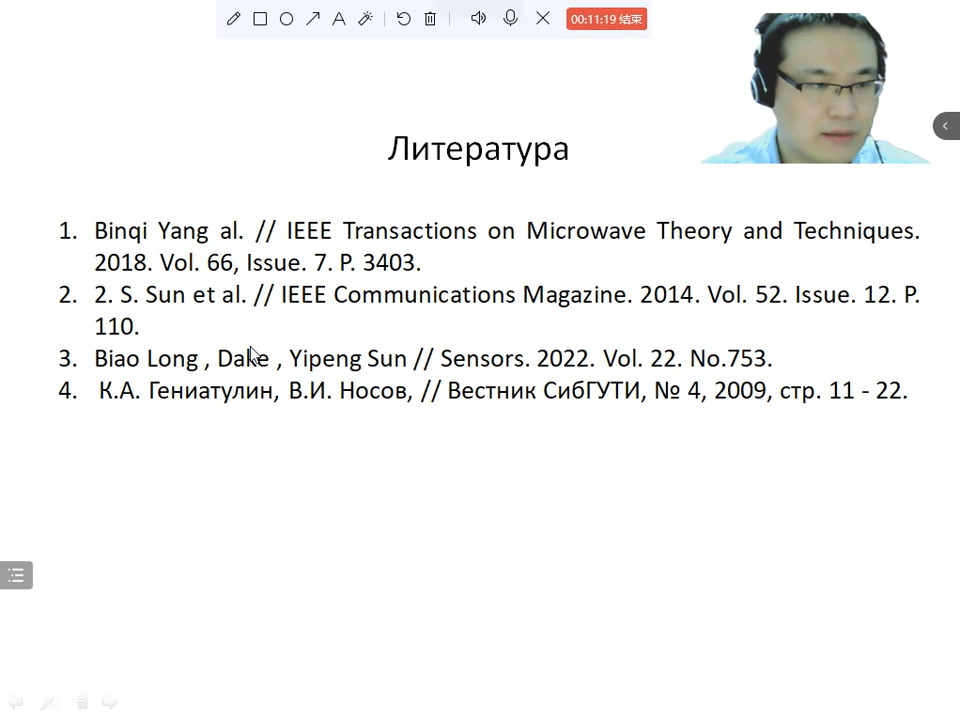 00:11:19 结束
Литература
1. Binqi Yang al. // IEEE Transactions on Microwave Theory and Techniques.
2018. Vol. 66, Issue. 7. P. 3403.
2. 2. S. Sun et al. // IEEE Communications Magazine. 2014. Vol. 52. Issue. 12. P.
110.
3. Biao Long , Dake , Yipeng Sun // Sensors. 2022. Vol. 22. No.753.
4. К.А. Гениатулин, В.И. Носов, // Вестник СибГУТИ, № 4, 2009, стр. 11 - 22.